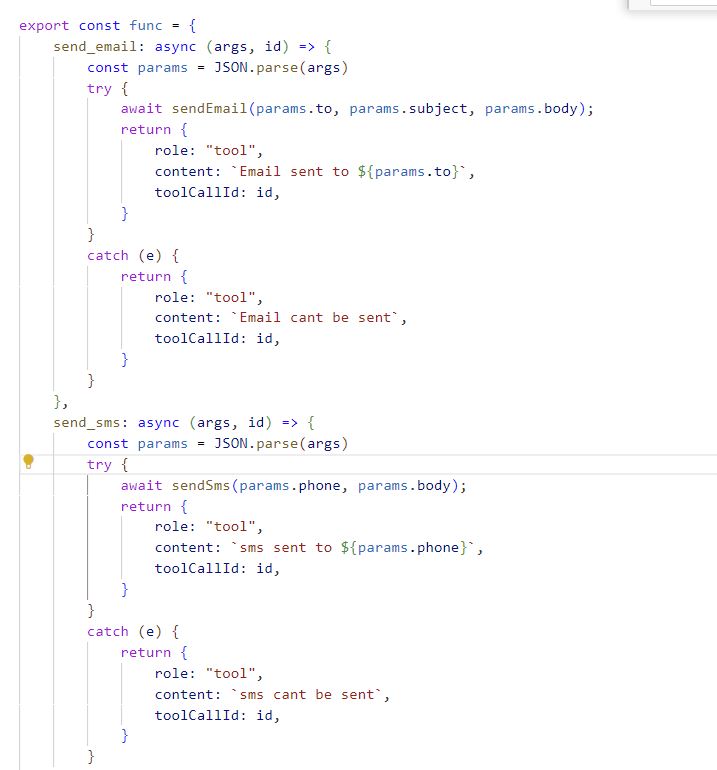 export const func = {
    send_email: async (args, id) => {
        const params = JSON.parse(args)
        try {
            await sendEmail(params.to, params.subject, params.body);
            return {
                role: "tool",
                content: `Email sent to ${params.to}`,
                toolCallId: id,
            }
        }
        catch (e) {
            return {
                role: "tool",
                content: `Email cant be sent`,
                toolCallId: id,
            }
        }
    },
    send_sms: async (args, id) => {
        const params = JSON.parse(args)
        try {
            await sendSms(params.phone, params.body);
            return {
                role: "tool",
                content: `sms sent to ${params.phone}`,
                toolCallId: id,
            }
        }
        catch (e) {
            return {
                role: "tool",
                content: `sms cant be sent`,
                toolCallId: id,
            }
        }